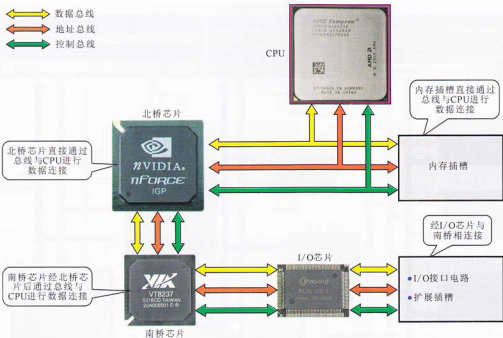 数据总线
地址总线
控制总线
CPU
AMD Sempron
内存插槽直接通过
总线与CPU进行
数据连接
北桥芯片
北桥芯片直接通过
总线与CPU进行
数据连接
nVIDIA
nFORCE
IGP
内存插槽
经I/O芯片与
南桥相连接
I/O芯片
南桥芯片经北桥芯
片后通过总线与
CPU进行数据连接
VIA
VT8237
•I/O接口电路
•扩展插槽
南桥芯片